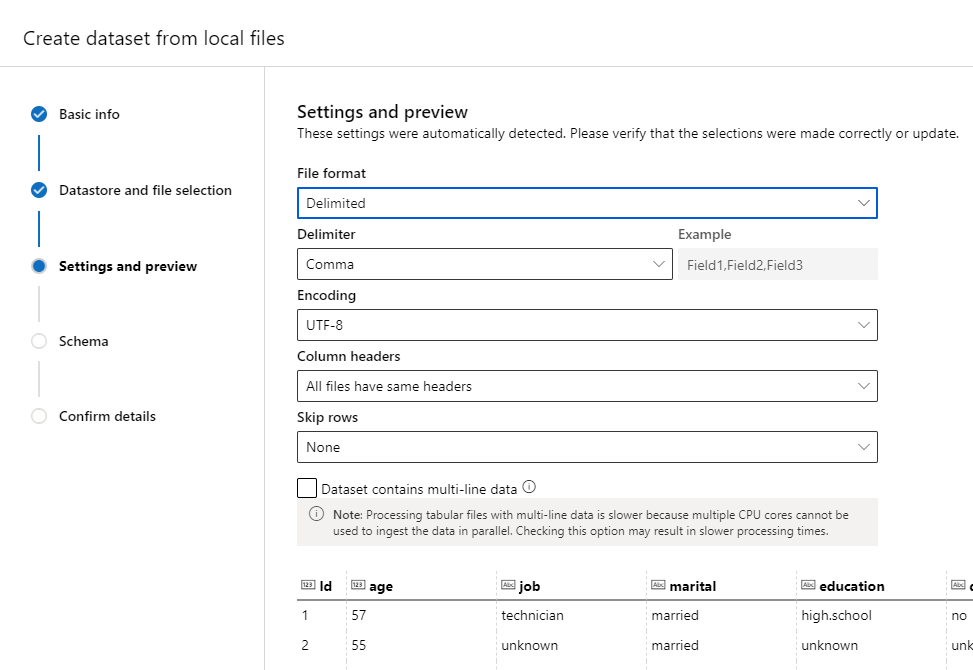 Create dataset from local files
Basic info
Datastore and file selection
Settings and preview
Schema
Confirm details
Settings and preview
These settings were automatically detected. Please verify that the selections were made correctly or update.
File format
Delimited
Delimiter
Example
Comma
Field1,Field2,Field3
Encoding
UTF-8
Column headers
All files have same headers
Skip rows
None
Dataset contains multi-line data
Note: Processing tabular files with multi-line data is slower because multiple CPU cores cannot be
used to ingest the data in parallel. Checking this option may result in slower processing times.
123 Id 123 age Abc job Abc marital Abc education Abc
1 57 technician married high.school no
2 55 unknown married unknown unk